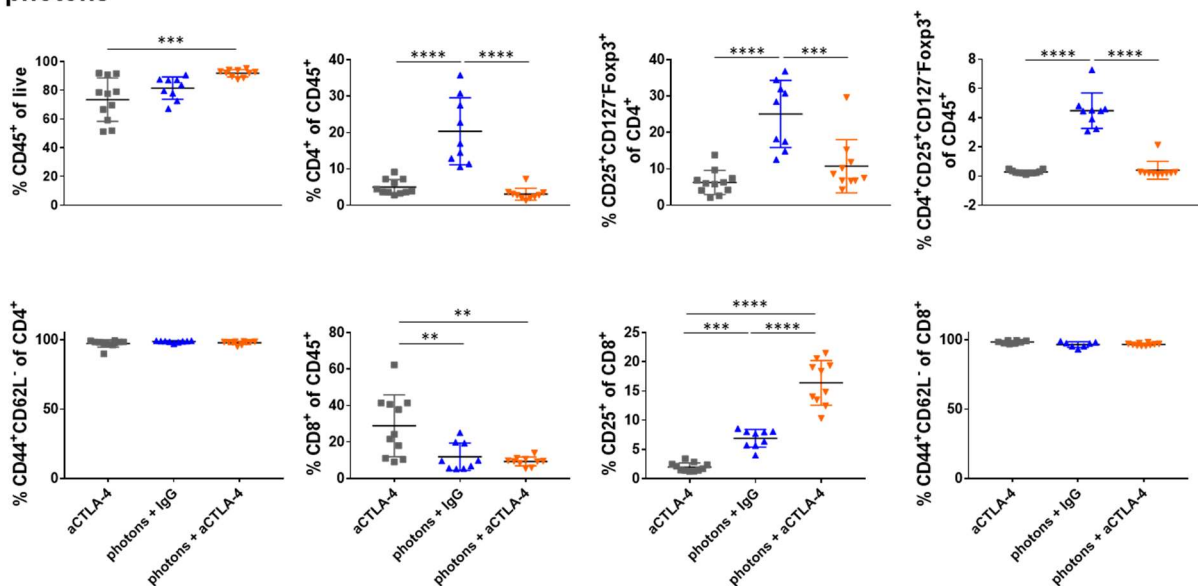 photons
% CD45⁺ of live
100
80
60
40
20
0
***
% CD4⁺ of CD45⁺
40
30
20
10
0
**** ****
% CD25⁺CD127⁻Foxp3⁺
of CD4⁺
40
30
20
10
0
**** ***
% CD4⁺CD25⁺CD127⁻Foxp3⁺
of CD45⁺
8
6
4
2
0
-2
**** ****
% CD44⁺CD62L⁻ of CD4⁺
100
50
0
aCTLA-4
photons + IgG
photons + aCTLA-4
% CD8⁺ of CD45⁺
80
60
40
20
0
**
**
aCTLA-4
photons + IgG
photons + aCTLA-4
% CD25⁺ of CD8⁺
25
20
15
10
5
0
****
*** ****
aCTLA-4
photons + IgG
photons + aCTLA-4
% CD44⁺CD62L⁻ of CD8⁺
100
50
0
aCTLA-4
photons + IgG
photons + aCTLA-4